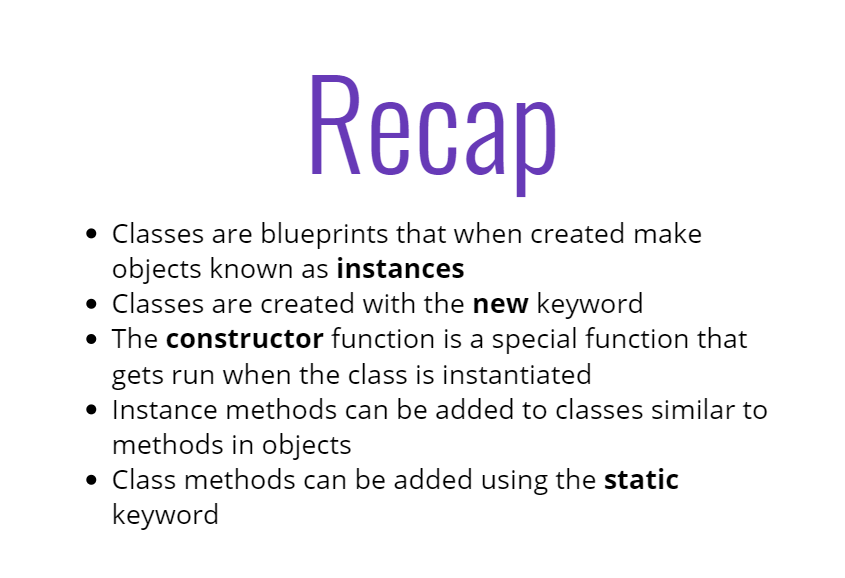 Recap
• Classes are blueprints that when created make
objects known as instances
• Classes are created with the new keyword
• The constructor function is a special function that
gets run when the class is instantiated
• Instance methods can be added to classes similar to
methods in objects
• Class methods can be added using the static
keyword